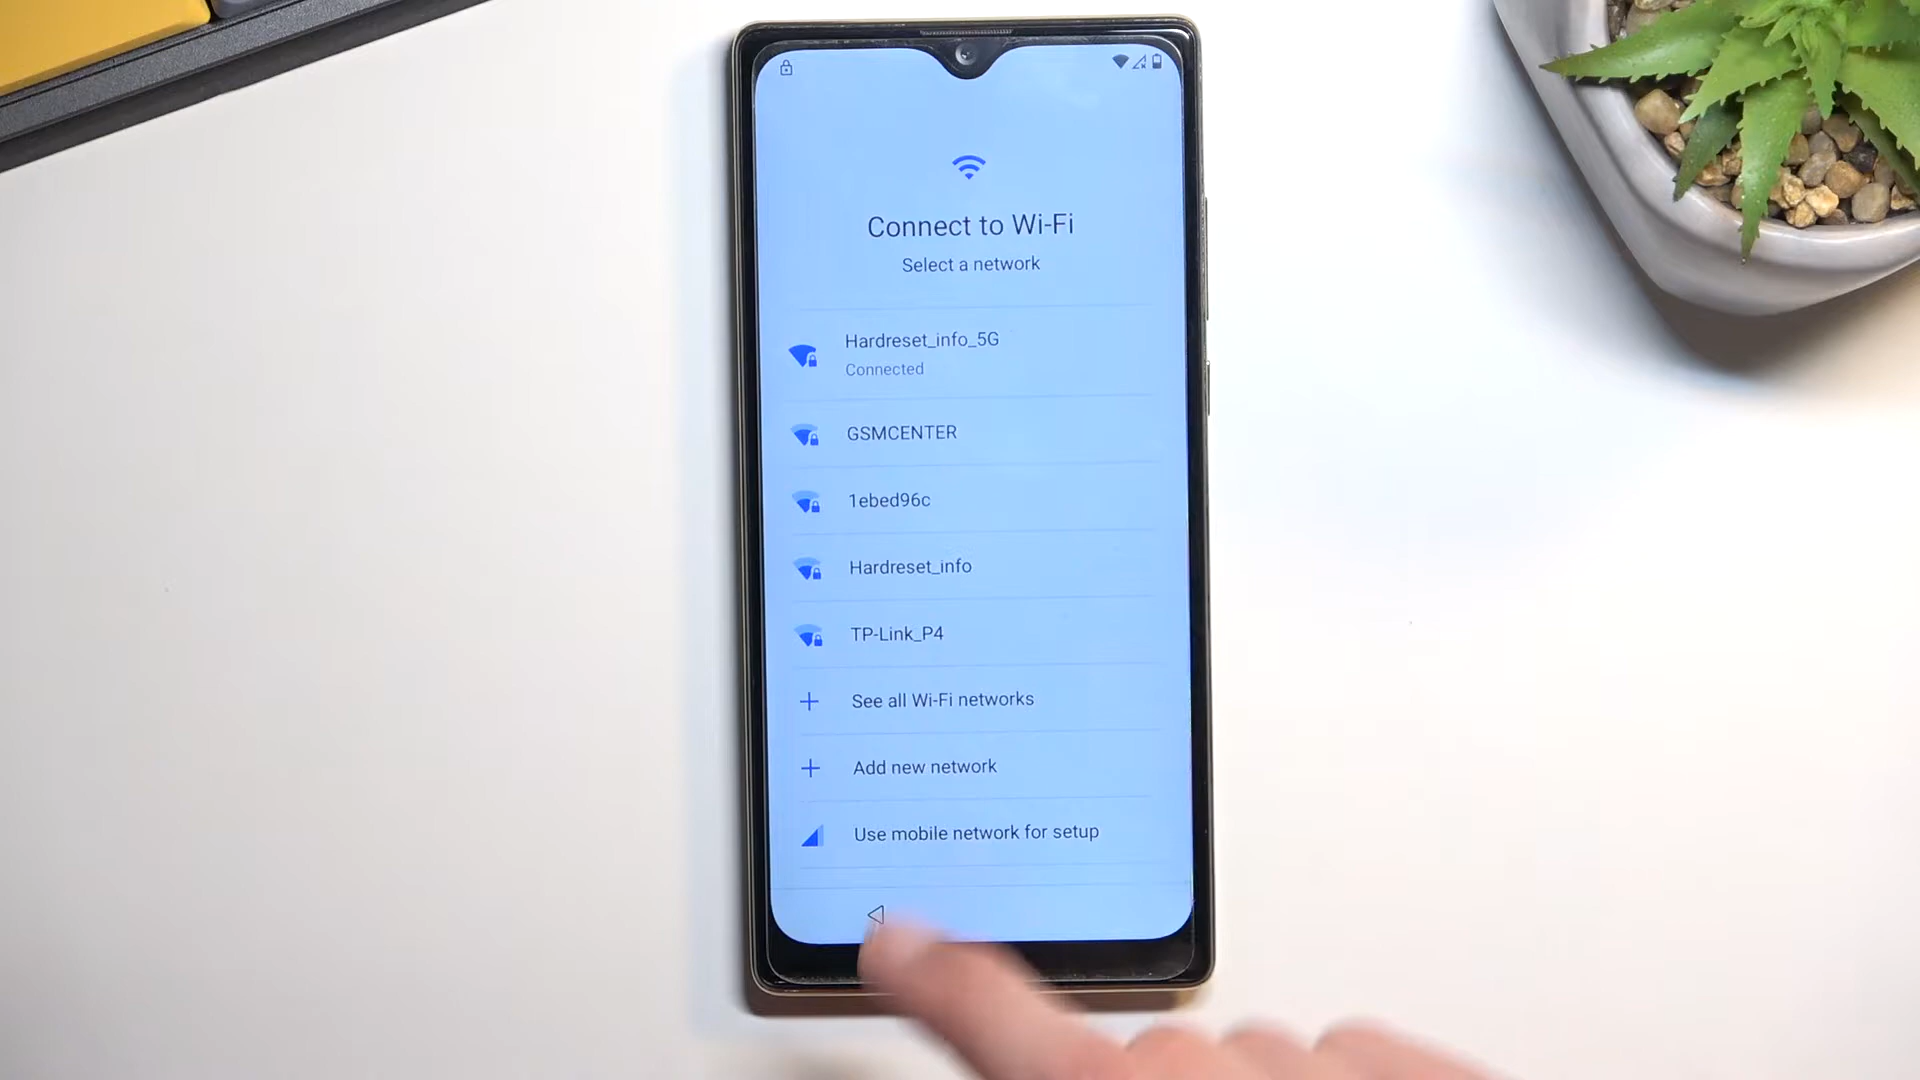 Connect to Wi-Fi
Select a network
Hardreset_info_5G
Connected
GSMCENTER
1ebed96c
Hardreset_info
TP-Link_P4
See all Wi-Fi networks
Add new network
Use mobile network for setup